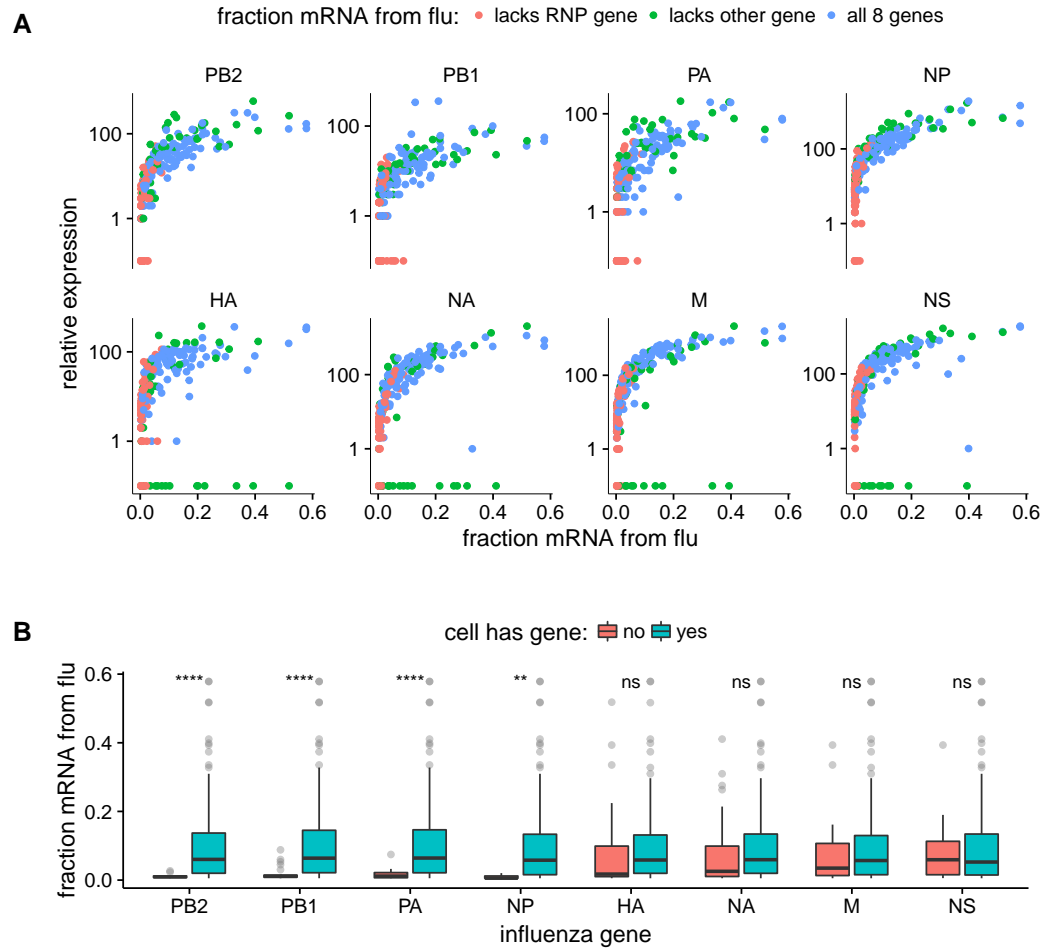 A
fraction mRNA from flu: lacks RNP gene lacks other gene all 8 genes
PB2 PB1 PA NP
100 100 100 100
1 1 1 1
relative expression
HA NA M NS
100 100 100 100
1 1 1 1
0.0 0.2 0.4 0.6 0.0 0.2 0.4 0.6 0.0 0.2 0.4 0.6 0.0 0.2 0.4 0.6
fraction mRNA from flu
B
cell has gene: no yes
fraction mRNA from flu
0.6
**** **** **** ** ns ns ns ns
0.4
0.2
0.0
PB2 PB1 PA NP HA NA M NS
influenza gene